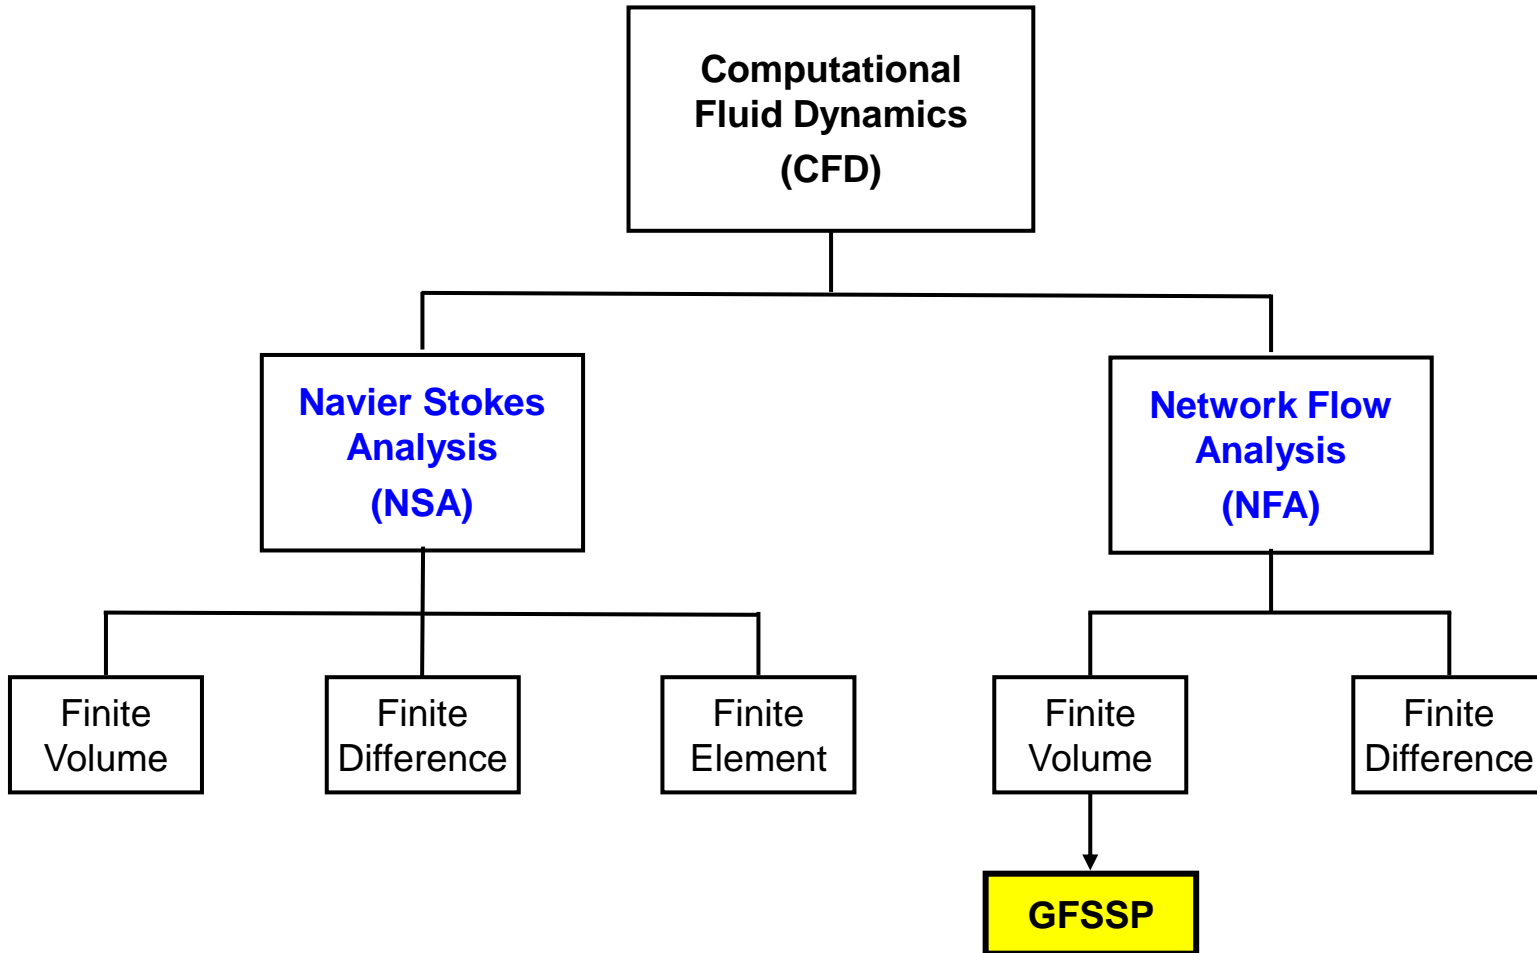 Computational
Fluid Dynamics
(CFD)
Navier Stokes
Analysis
(NSA)
Network Flow
Analysis
(NFA)
Finite
Volume
Finite
Difference
Finite
Element
Finite
Volume
Finite
Difference
GFSSP